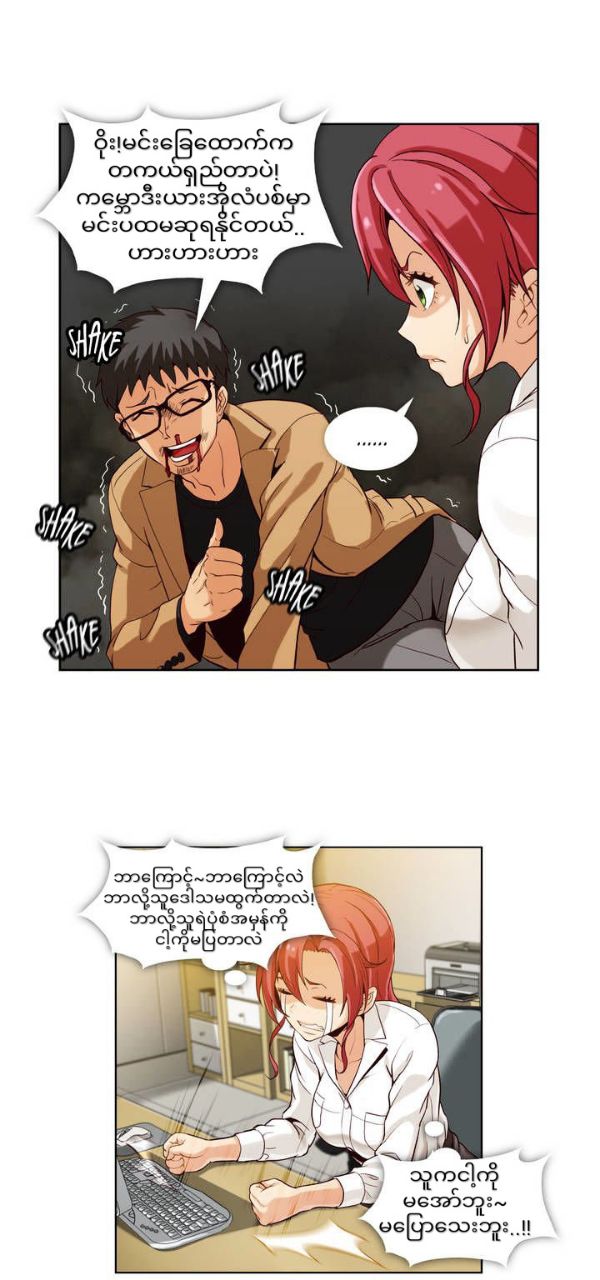 ဝိုး!မင်းခြေထောက်က
တကယ်ရှည်တာပဲ!
ကမ္ဘောဒီးယားအိုလံပစ်မှာ
မင်းပထမဆုရနိုင်တယ်..
ဟားဟားဟား
SHAKE
SHAKE
......
SHAKE
SHAKE
SHAKE
ဘာကြောင့်~ဘာကြောင့်လဲ
ဘာလို့သူဒေါသမထွက်တာလဲ!
ဘာလို့သူရဲပုံစံအမှန်ကို
ငါ့ကိုမပြတာလဲ
သူကငါ့ကို
မအော်ဘူး~
မပြောသေးဘူး..!!